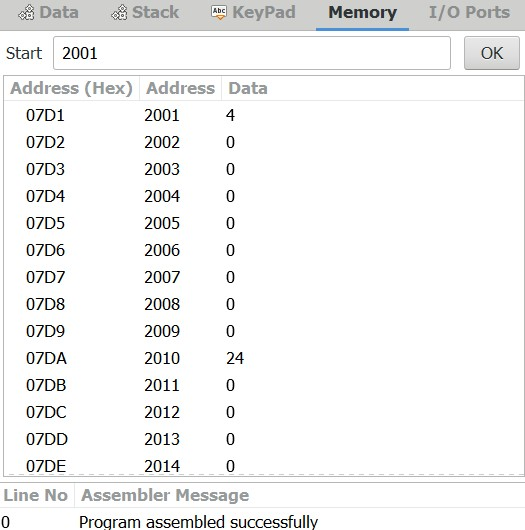 Data Stack KeyPad Memory I/O Ports
Start 2001 OK
Address (Hex) Address Data
07D1 2001 4
07D2 2002 0
07D3 2003 0
07D4 2004 0
07D5 2005 0
07D6 2006 0
07D7 2007 0
07D8 2008 0
07D9 2009 0
07DA 2010 24
07DB 2011 0
07DC 2012 0
07DD 2013 0
07DE 2014 0
Line No Assembler Message
0 Program assembled successfully